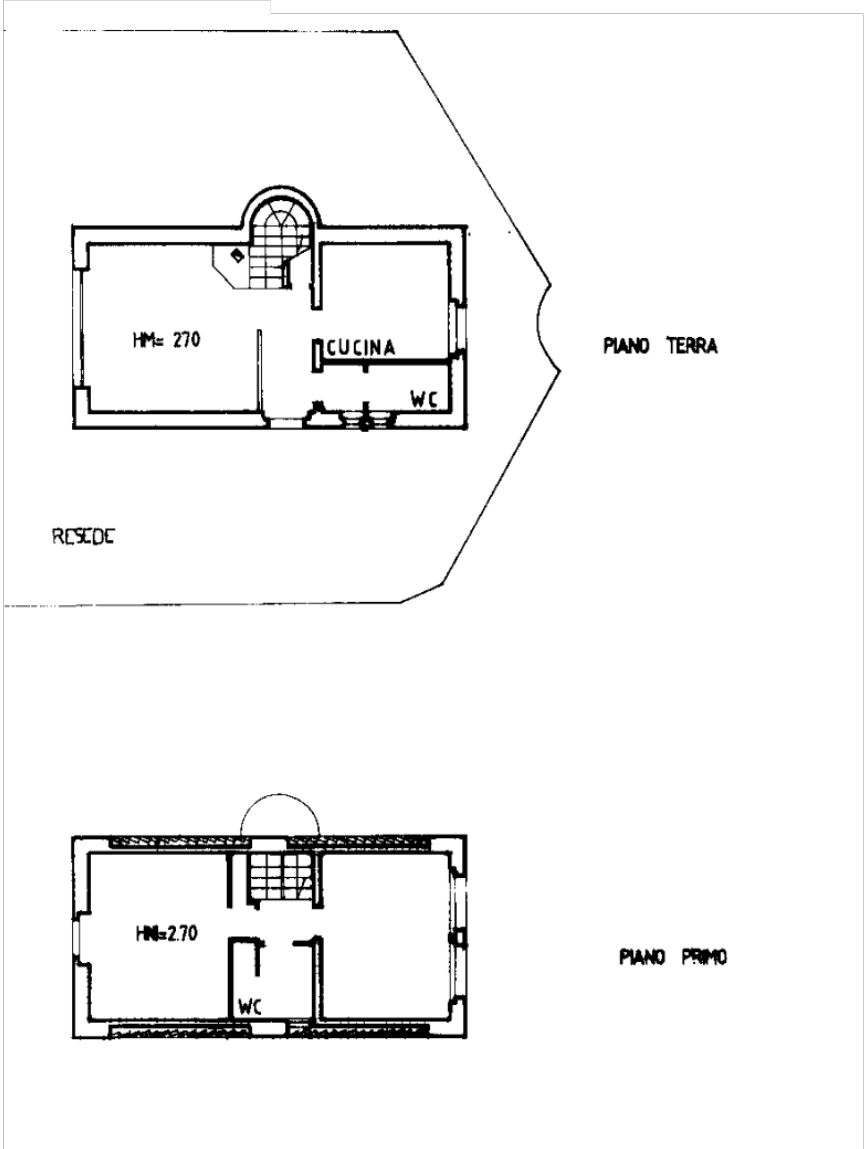 HM= 270
CUCINA
WC
PIANO TERRA
RESEDE
HM=2.70
WC
PIANO PRIMO